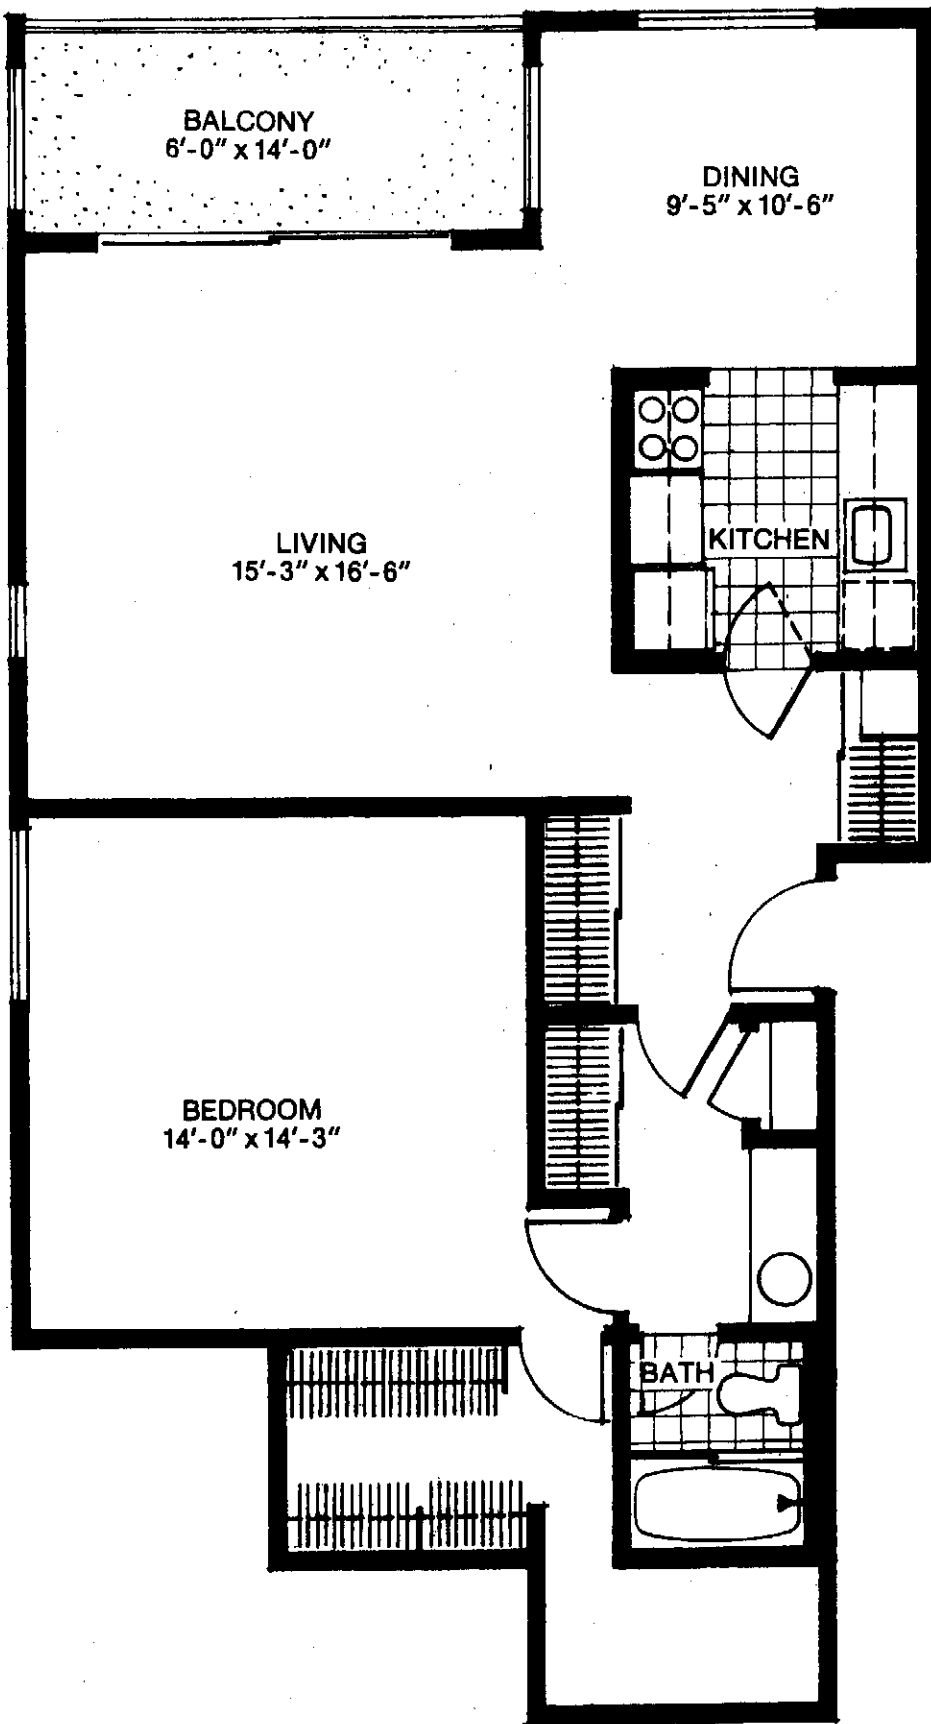 BALCONY
6'-0" x 14'-0"
DINING
9'-5" x 10'-6"
KITCHEN
LIVING
15'-3" x 16'-6"
BEDROOM
14'-0" x 14'-3"
BATH